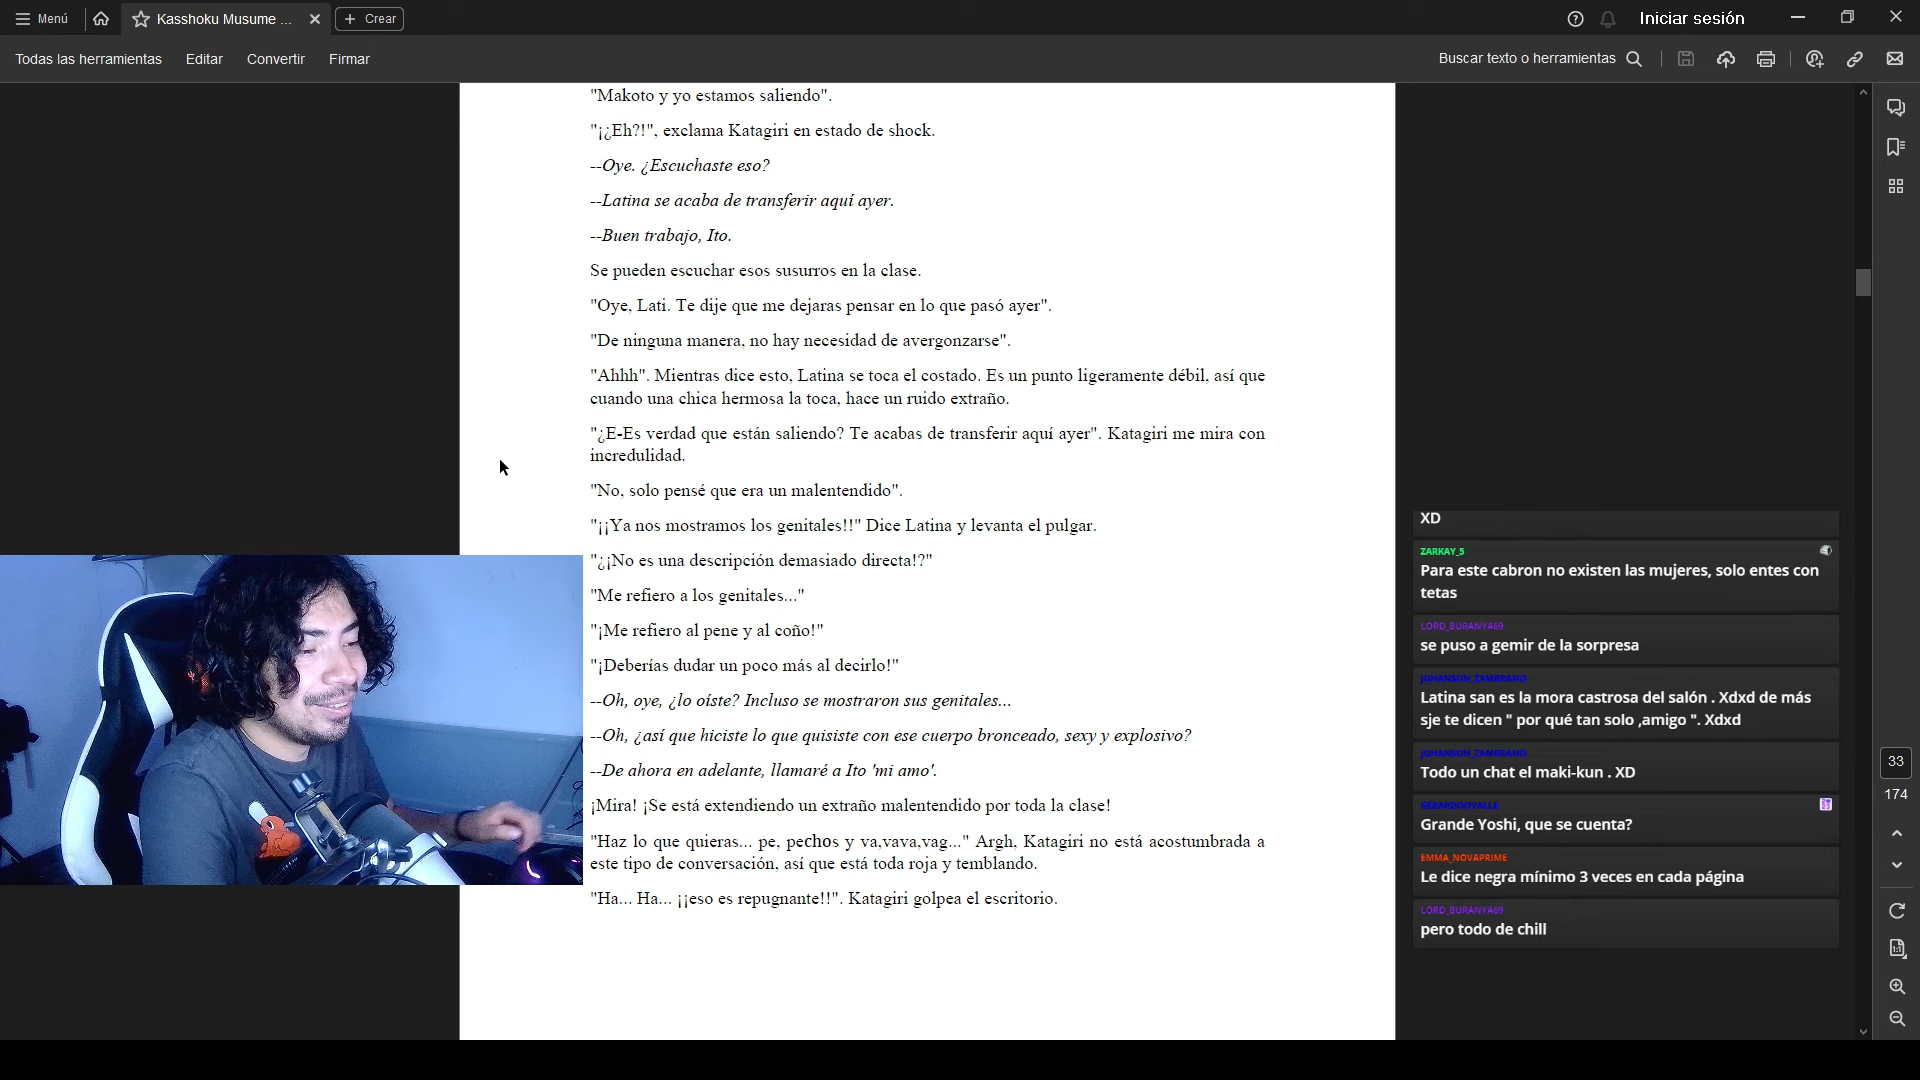 Menú
Kasshoku Musume ...
Crear
Iniciar sesión
Todas las herramientas Editar Convertir Firmar
Buscar texto o herramientas
"Makoto y yo estamos saliendo".
"¡¿Eh?!", exclama Katagiri en estado de shock.
--Oye. ¿Escuchaste eso?
--Latina se acaba de transferir aquí ayer.
--Buen trabajo, Ito.
Se pueden escuchar esos susurros en la clase.
"Oye, Lati. Te dije que me dejaras pensar en lo que pasó ayer".
"De ninguna manera, no hay necesidad de avergonzarse".
"Ahhh". Mientras dice esto, Latina se toca el costado. Es un punto ligeramente débil, así que
cuando una chica hermosa la toca, hace un ruido extraño.
"¿E-Es verdad que están saliendo? Te acabas de transferir aquí ayer". Katagiri me mira con
incredulidad.
"No, solo pensé que era un malentendido".
"¡¡Ya nos mostramos los genitales!!" Dice Latina y levanta el pulgar.
"¿¡No es una descripción demasiado directa!?"
"Me refiero a los genitales..."
"¡Me refiero al pene y al coño!"
"¡Deberías dudar un poco más al decirlo!"
--Oh, oye, ¿lo oíste? Incluso se mostraron sus genitales...
--Oh, ¿así que hiciste lo que quisiste con ese cuerpo bronceado, sexy y explosivo?
--De ahora en adelante, llamaré a Ito 'mi amo'.
¡Mira! ¡Se está extendiendo un extraño malentendido por toda la clase!
"Haz lo que quieras... pe, pechos y va,vava,vag..." Argh, Katagiri no está acostumbrada a
este tipo de conversación, así que está toda roja y temblando.
"Ha... Ha... ¡¡eso es repugnante!!". Katagiri golpea el escritorio.
XD
ZARKAY_5
Para este cabron no existen las mujeres, solo entes con
tetas
LORD_BURANYA69
se puso a gemir de la sorpresa
JOHANSON_ZAMBRANO
Latina san es la mora castrosa del salón . Xdxd de más
sje te dicen " por qué tan solo ,amigo ". Xdxd
JOHANSON_ZAMBRANO
Todo un chat el maki-kun . XD
GERARDOOVALLE
Grande Yoshi, que se cuenta?
EMMA_NOVAPRIME
Le dice negra mínimo 3 veces en cada página
LORD_BURANYA69
pero todo de chill
33
174
1:1